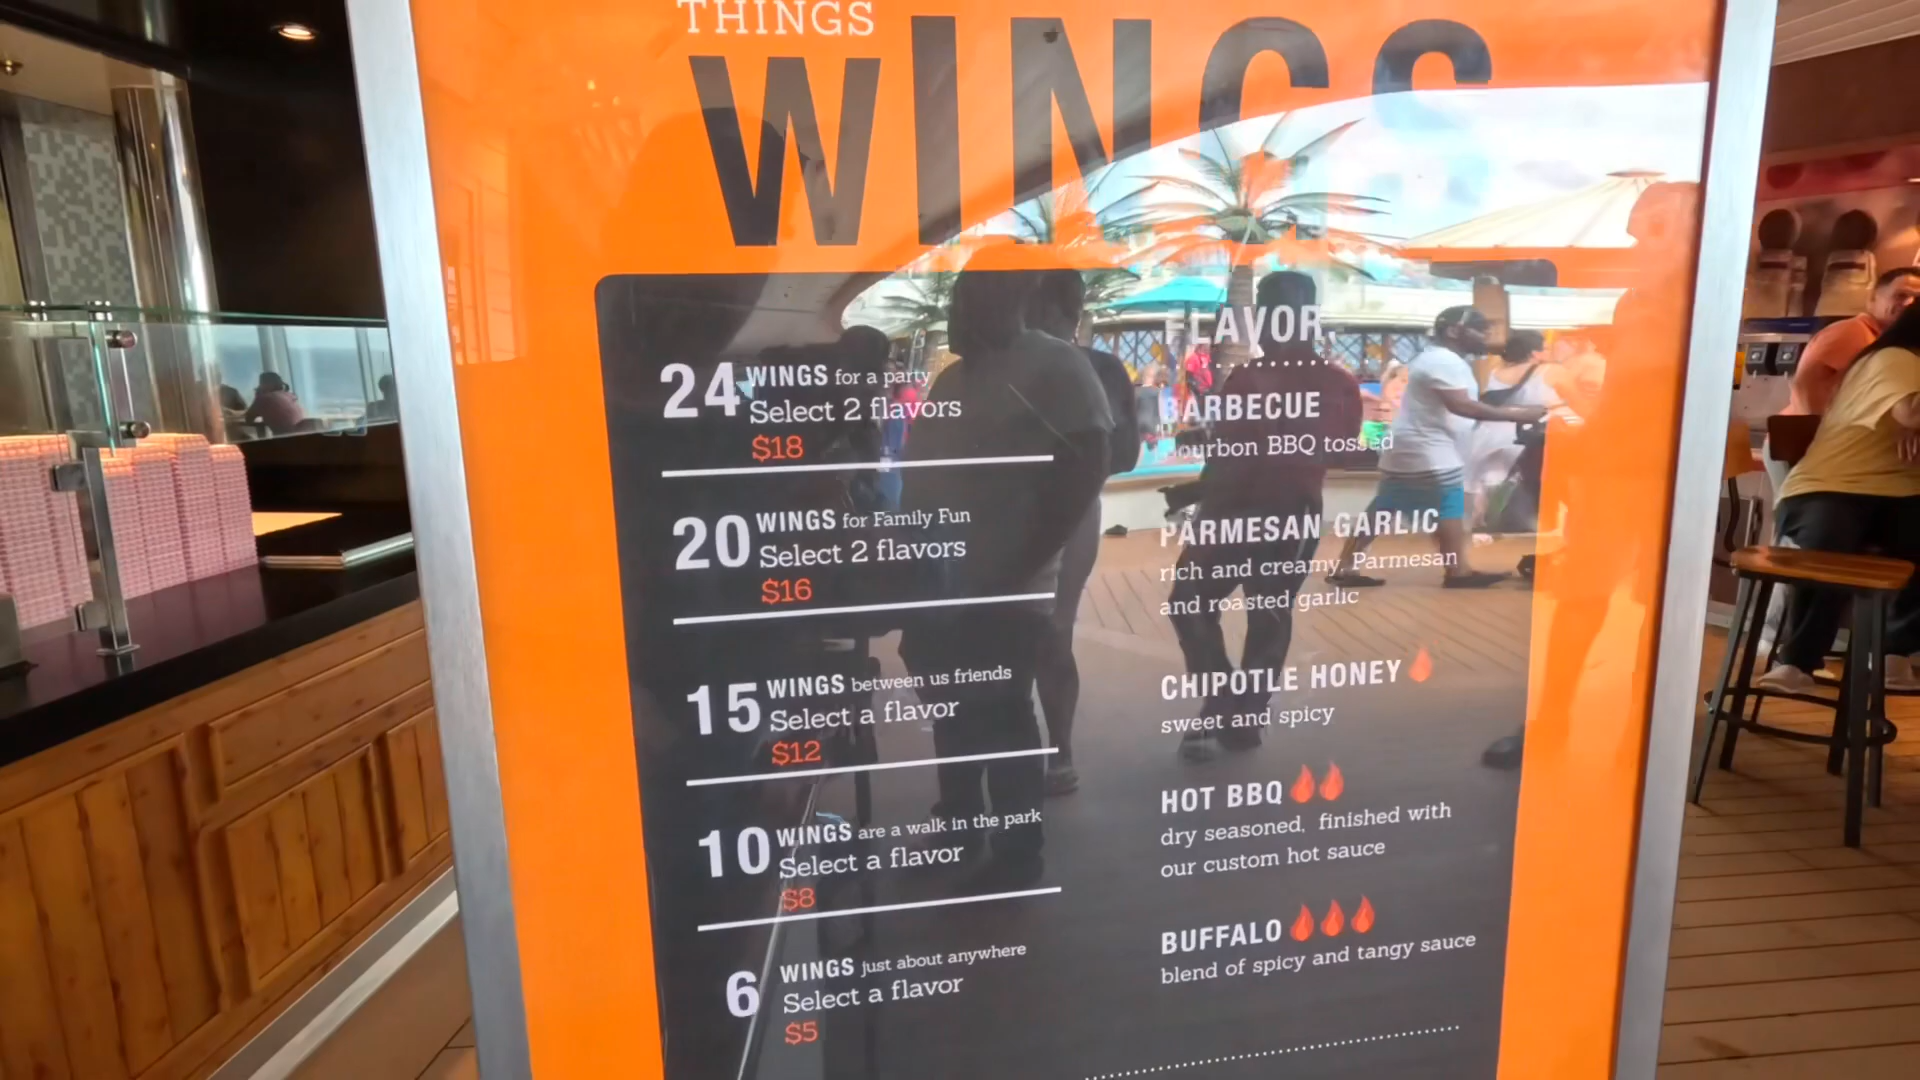 THINGS
WINGS
24 WINGS for a party
Select 2 flavors
$18
20 WINGS for Family Fun
Select 2 flavors
$16
15 WINGS between us friends
Select a flavor
$12
10 WINGS are a walk in the park
Select a flavor
$8
6 WINGS just about anywhere
Select a flavor
$5
FLAVOR.
BARBECUE
bourbon BBQ tossed
PARMESAN GARLIC
rich and creamy, Parmesan
and roasted garlic
CHIPOTLE HONEY
sweet and spicy
HOT BBQ
dry seasoned, finished with
our custom hot sauce
BUFFALO
blend of spicy and tangy sauce